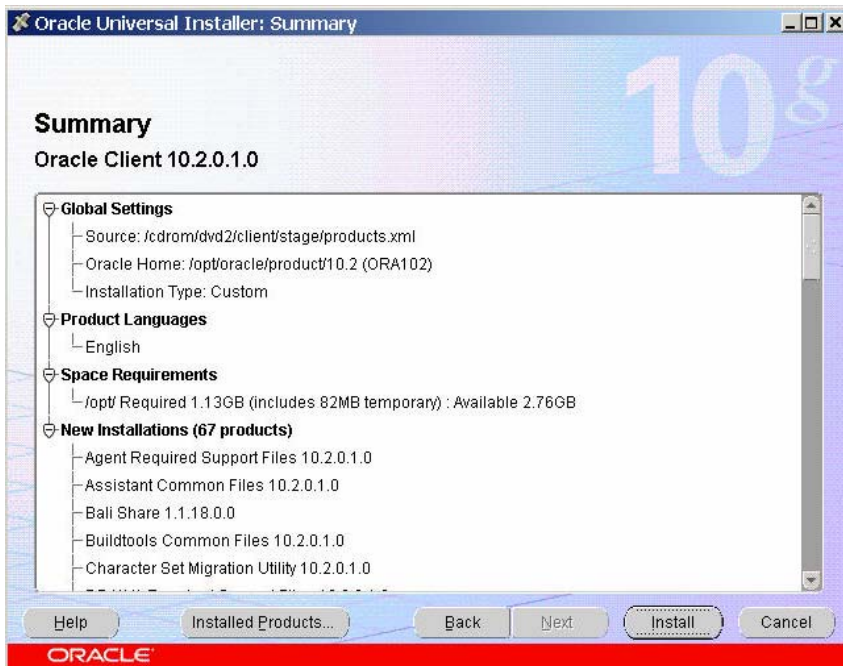 Oracle Universal Installer: Summary
10g
Summary
Oracle Client 10.2.0.1.0
Global Settings
Source: /cdrom/dvd2/client/stage/products.xml
Oracle Home: /opt/oracle/product/10.2 (ORA102)
Installation Type: Custom
Product Languages
English
Space Requirements
/opt/ Required 1.13GB (includes 82MB temporary) : Available 2.76GB
New Installations (67 products)
Agent Required Support Files 10.2.0.1.0
Assistant Common Files 10.2.0.1.0
Bali Share 1.1.18.0.0
Buildtools Common Files 10.2.0.1.0
Character Set Migration Utility 10.2.0.1.0
Help
Installed Products...
Back
Next
Install
Cancel
ORACLE